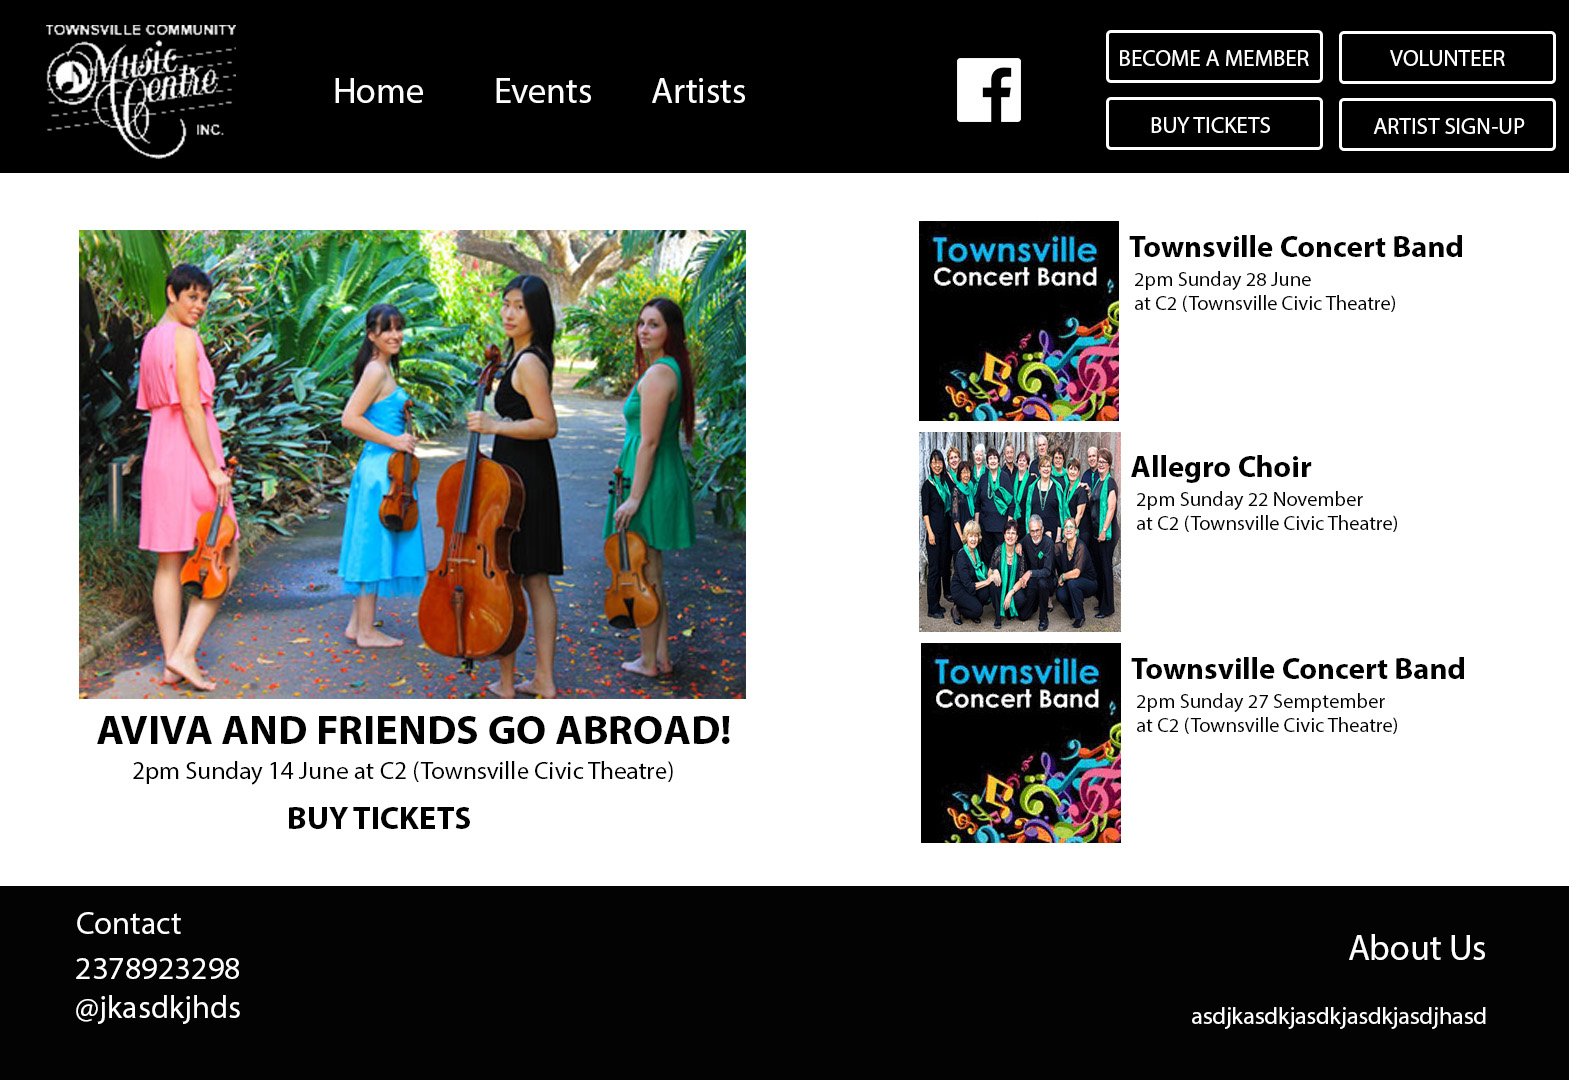 TOWNSVILLE COMMUNITY
Music
Centre
INC.
Home
Events
Artists
BECOME A MEMBER
VOLUNTEER
BUY TICKETS
ARTIST SIGN-UP
AVIVA AND FRIENDS GO ABROAD!
2pm Sunday 14 June at C2 (Townsville Civic Theatre)
BUY TICKETS
Townsville
Concert Band
Townsville Concert Band
2pm Sunday 28 June
at C2 (Townsville Civic Theatre)
Allegro Choir
2pm Sunday 22 November
at C2 (Townsville Civic Theatre)
Townsville
Concert Band
Townsville Concert Band
2pm Sunday 27 Semptember
at C2 (Townsville Civic Theatre)
Contact
2378923298
@jkasdkjhds
About Us
asdjkasdkjasdkjasdkjasdjhasd